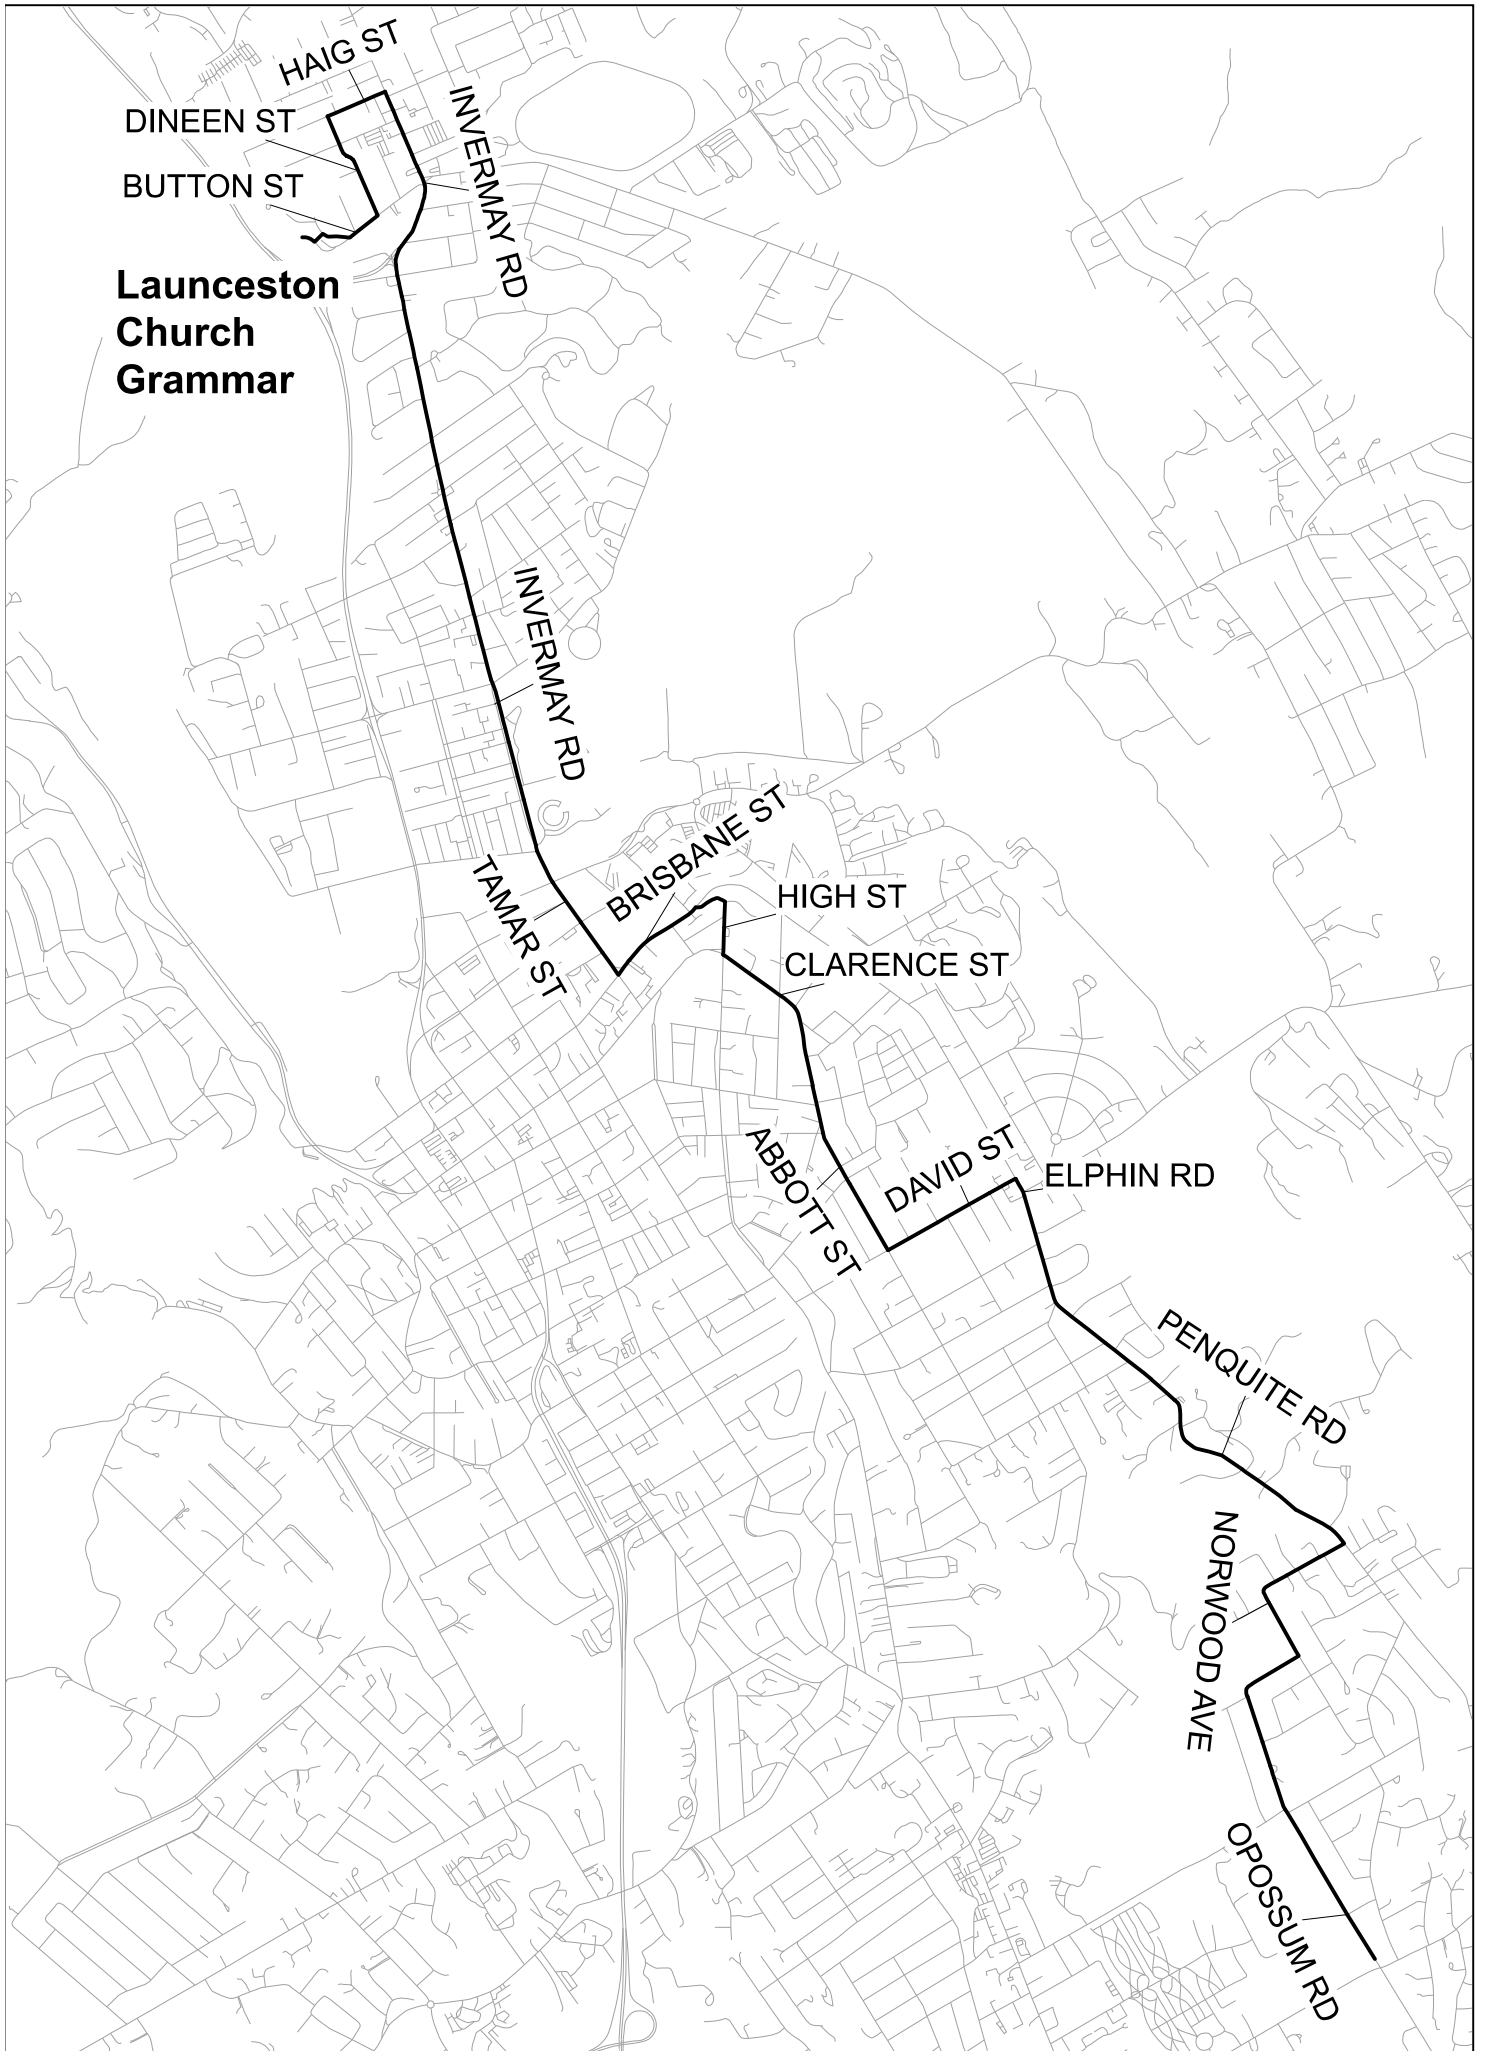 HAIG ST
DINEEN ST
INVERMAY RD
BUTTON ST
Launceston
Church
Grammar
INVERMAY RD
BRISBANE ST
TAMAR ST
HIGH ST
CLARENCE ST
ABBOTT ST
DAVID ST
ELPHIN RD
PENQUITE RD
NORWOOD AVE
OPOSSUM RD